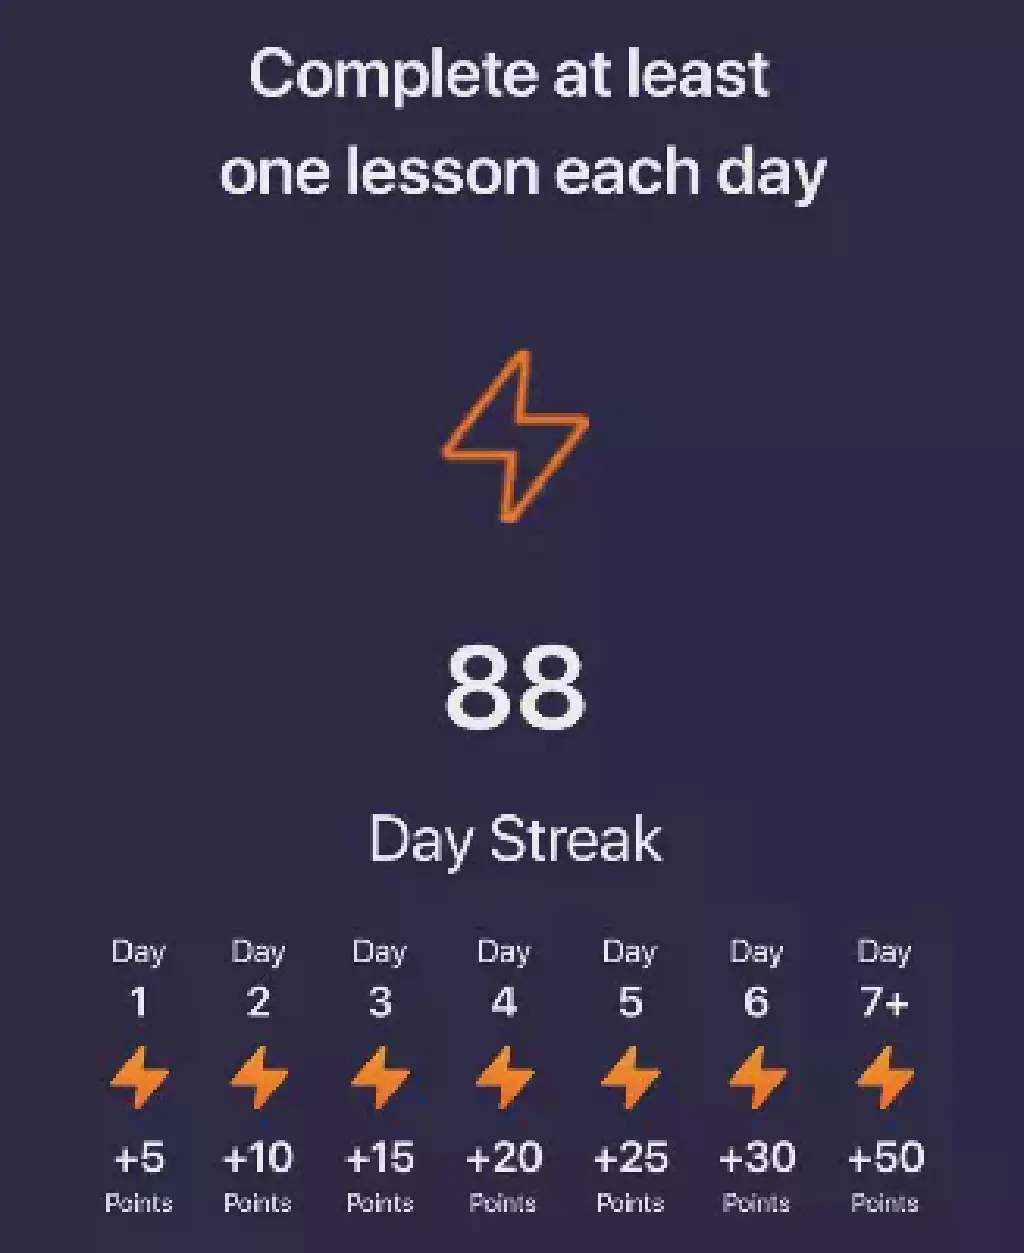 Complete at least
one lesson each day
88
Day Streak
Day Day Day Day Day Day Day
1 2 3 4 5 6 7+
+5 +10 +15 +20 +25 +30 +50
Points Points Points Points Points Points Points